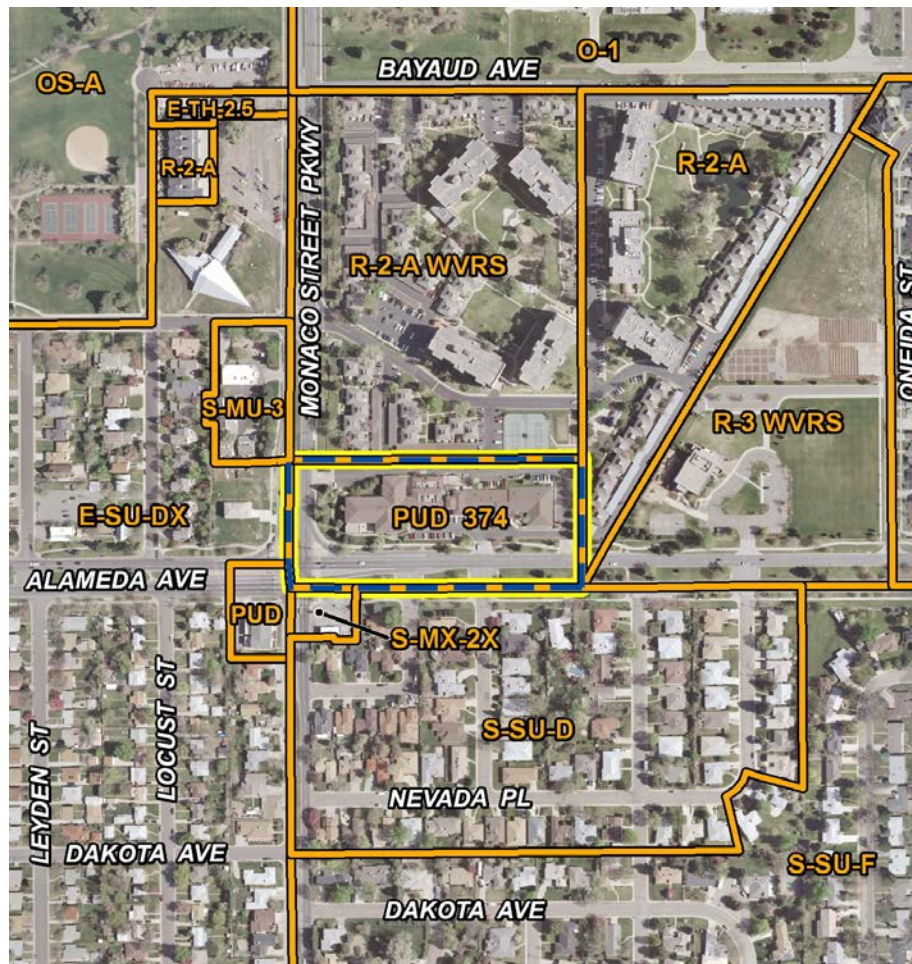 O-1
BAYAUD AVE
OS-A
E-TH-2.5
R-2-A
R-2-A
MONACO STREET PKWY
R-2-A WVRS
ONEIDA ST
S-MU-3
R-3 WVRS
E-SU-DX
PUD 374
ALAMEDA AVE
PUD
S-MX-2X
LEYDEN ST
LOCUST ST
S-SU-D
NEVADA PL
DAKOTA AVE
S-SU-F
DAKOTA AVE